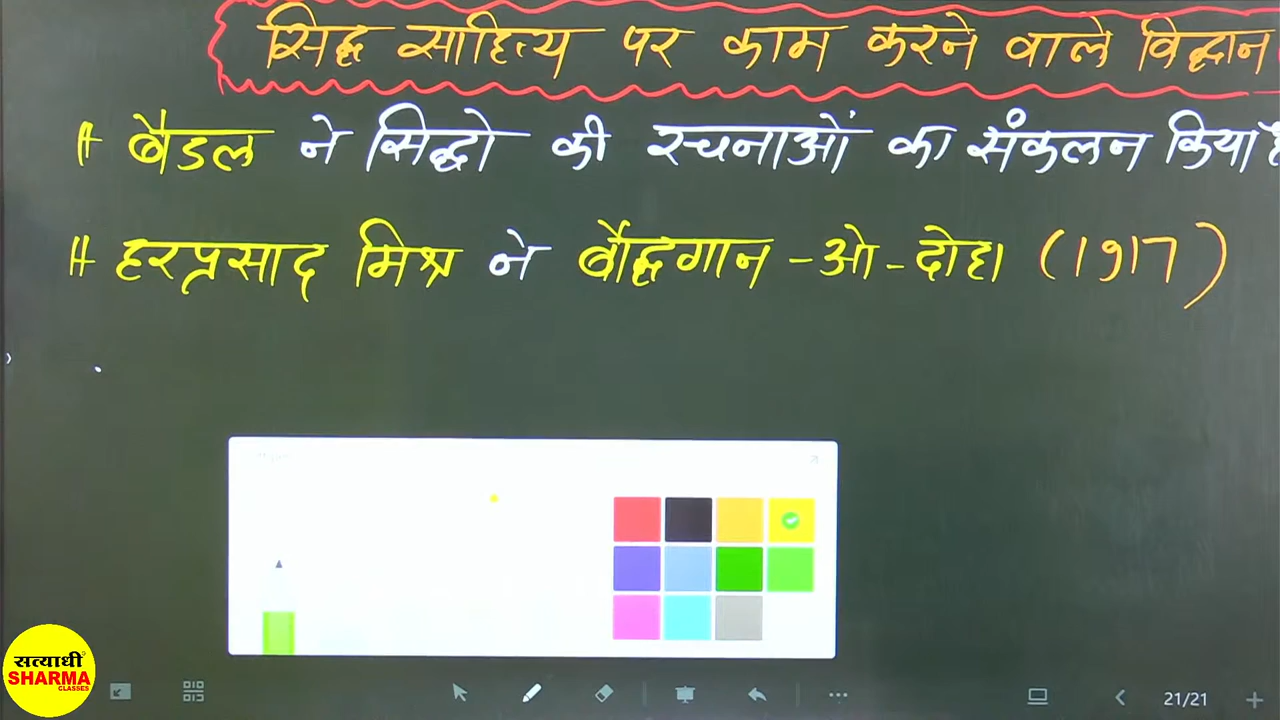 सिद्ध साहित्य पर काम करने वाले विद्वान
# बैडल ने सिद्धो की रचनाओं का संकलन किया है
# हरप्रसाद मिश्र ने बौद्धगान - ओ - दोहा (1917)
सत्यार्थी
SHARMA
CLASSES
21/21